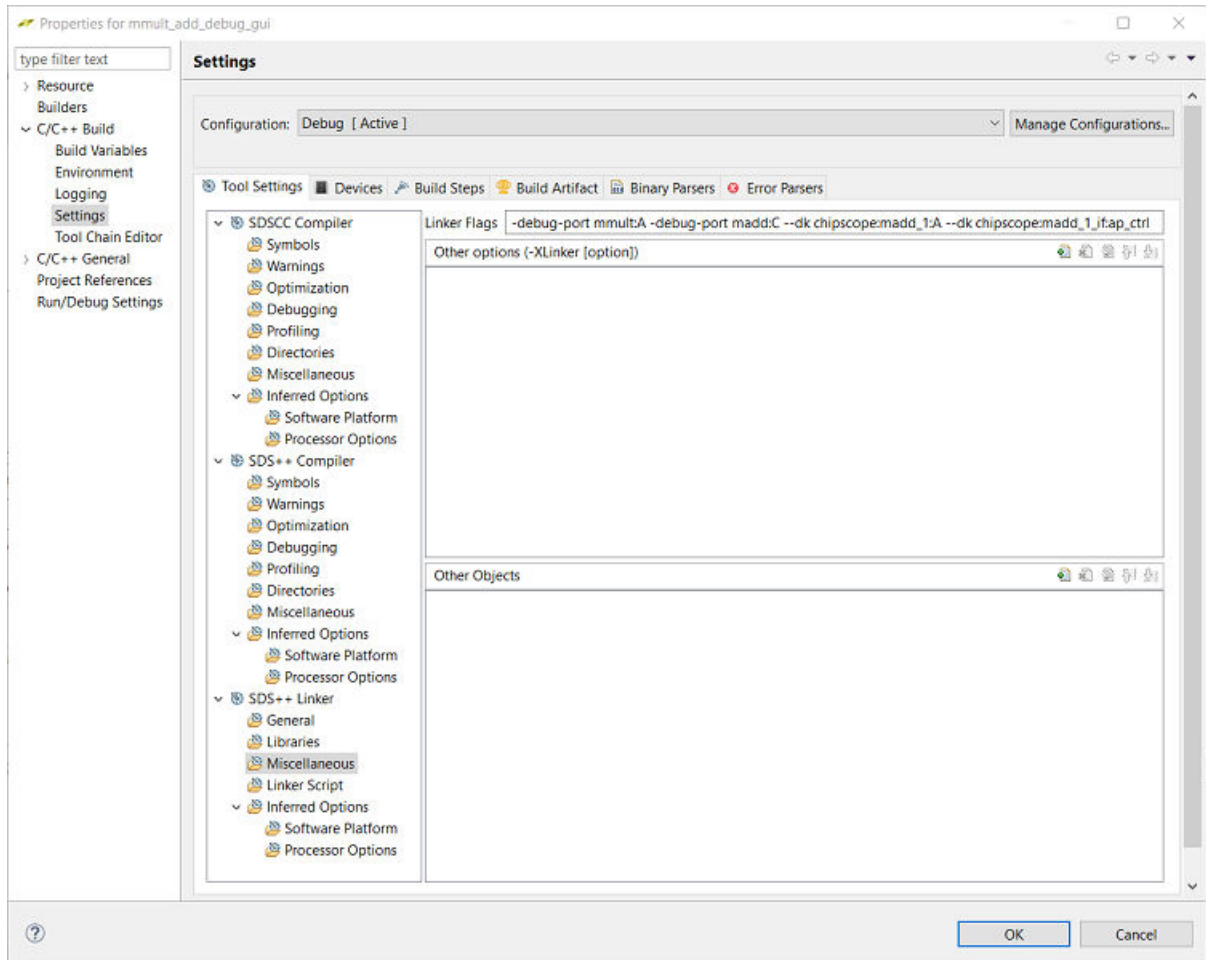 Properties for mmult_add_debug_gui
type filter text
Settings
Resource
Builders
C/C++ Build
Build Variables
Environment
Logging
Settings
Tool Chain Editor
C/C++ General
Project References
Run/Debug Settings
Configuration: Debug [ Active ] Manage Configurations...
Tool Settings Devices Build Steps Build Artifact Binary Parsers Error Parsers
SDSCC Compiler
Symbols
Warnings
Optimization
Debugging
Profiling
Directories
Miscellaneous
Inferred Options
Software Platform
Processor Options
SDS++ Compiler
Symbols
Warnings
Optimization
Debugging
Profiling
Directories
Miscellaneous
Inferred Options
Software Platform
Processor Options
SDS++ Linker
General
Libraries
Miscellaneous
Linker Script
Inferred Options
Software Platform
Processor Options
Linker Flags -debug-port mmult:A -debug-port madd:C --dk chipscope:madd_1:A --dk chipscope:madd_1_if:ap_ctrl
Other options (-XLinker [option])
Other Objects
OK Cancel